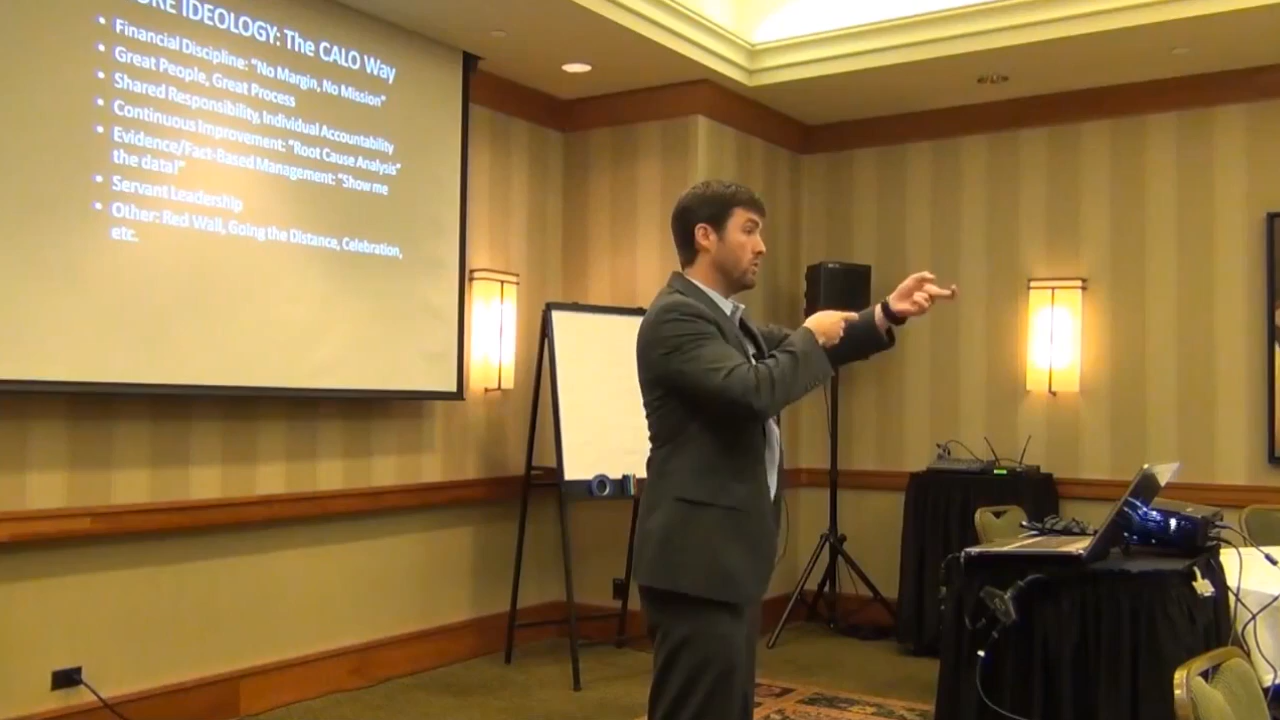 ORE IDEOLOGY: The CALO Way
• Financial Discipline: "No Margin, No Mission"
• Great People, Great Process
• Shared Responsibility, Individual Accountability
• Continuous Improvement: "Root Cause Analysis"
• Evidence/Fact-Based Management: "Show me
the data!"
• Servant Leadership
• Other: Red Wall, Going the Distance, Celebration,
etc.